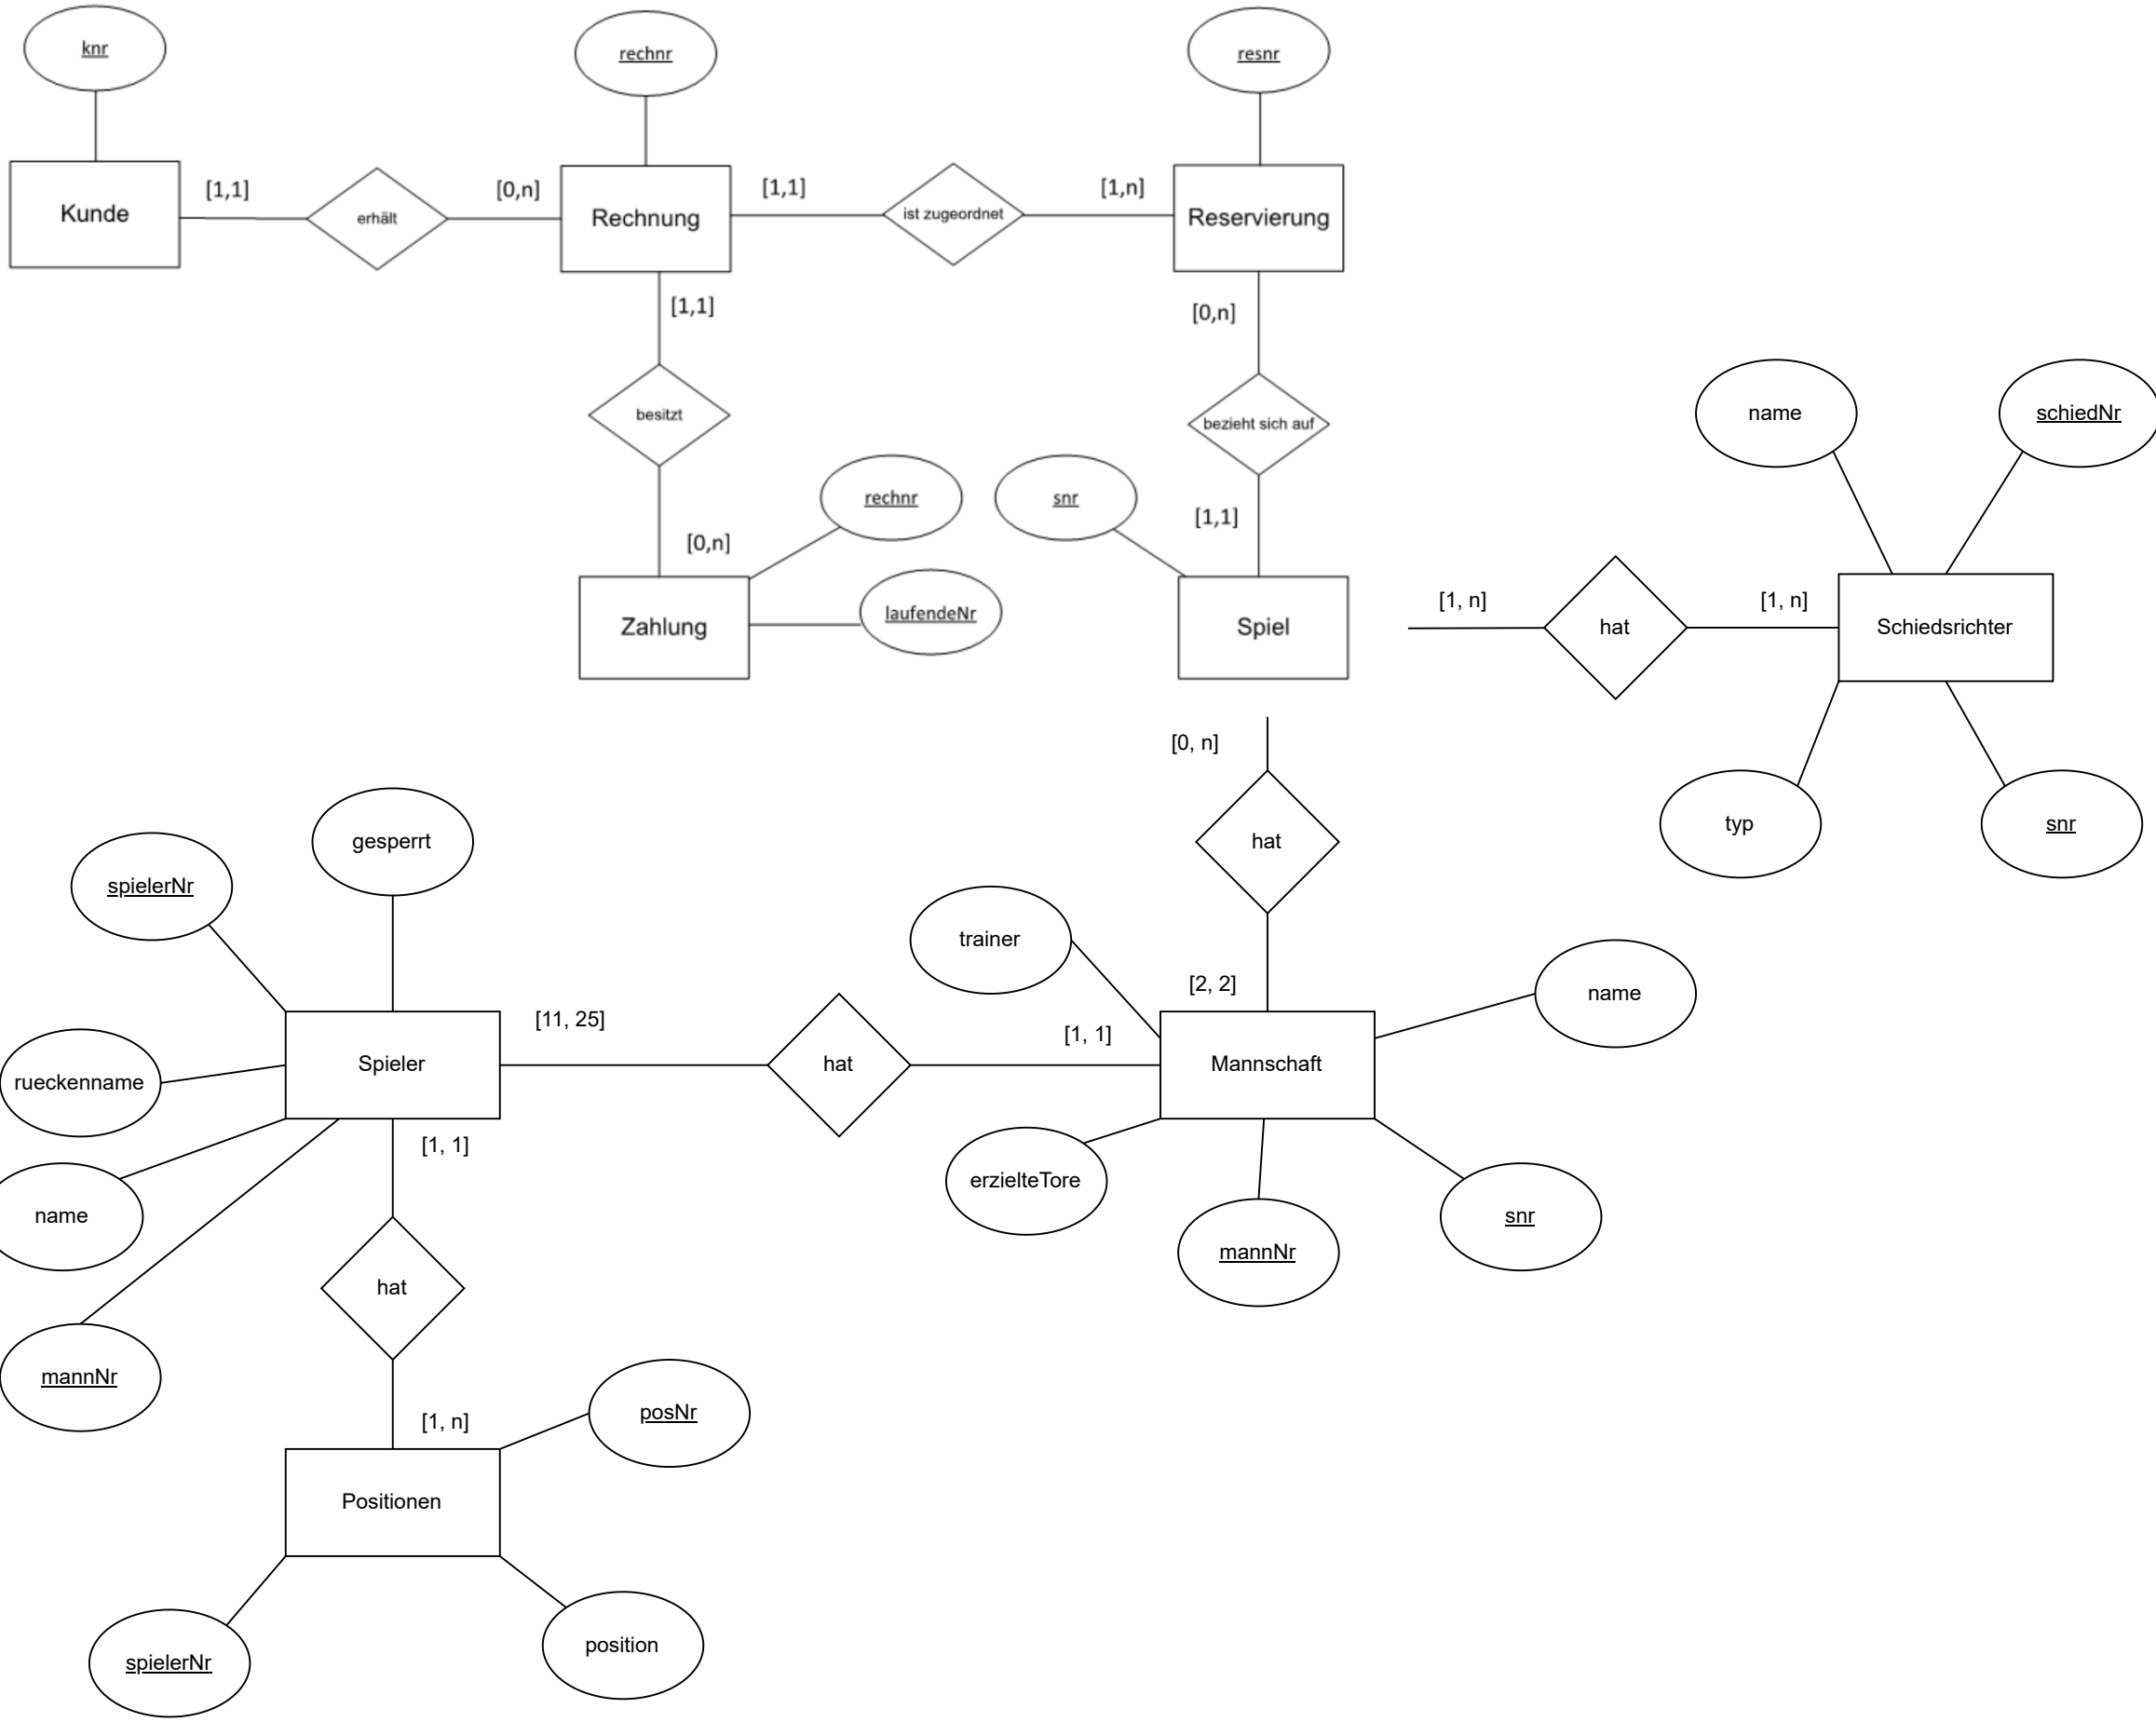 knr
rechnr
resnr
Kunde
[1,1]
erhält
[0,n]
Rechnung
[1,1]
ist zugeordnet
[1,n]
Reservierung
[1,1]
[0,n]
besitzt
bezieht sich auf
name
schiedNr
rechnr
snr
[0,n]
[1,1]
laufendeNr
Zahlung
Spiel
[1, n]
hat
[1, n]
Schiedsrichter
[0, n]
typ
snr
gesperrt
hat
spielerNr
trainer
[2, 2]
name
[11, 25]
[1, 1]
Spieler
hat
Mannschaft
rueckenname
[1, 1]
erzielteTore
name
mannNr
snr
hat
mannNr
[1, n]
posNr
Positionen
spielerNr
position